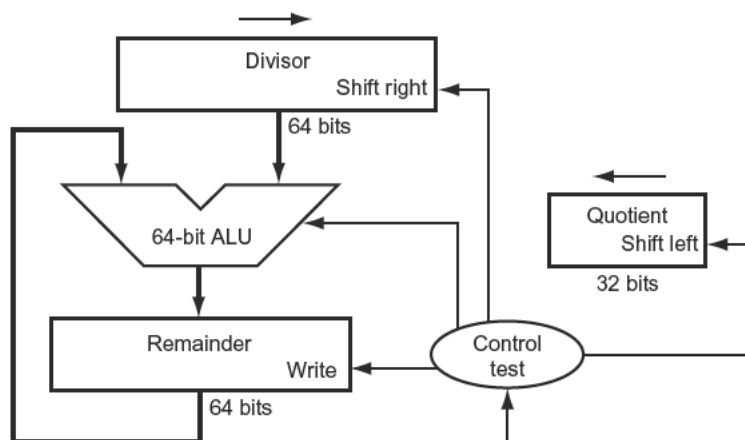 Divisor
Shift right
64 bits
64-bit ALU
Quotient
Shift left
32 bits
Remainder
Write
Control
test
64 bits